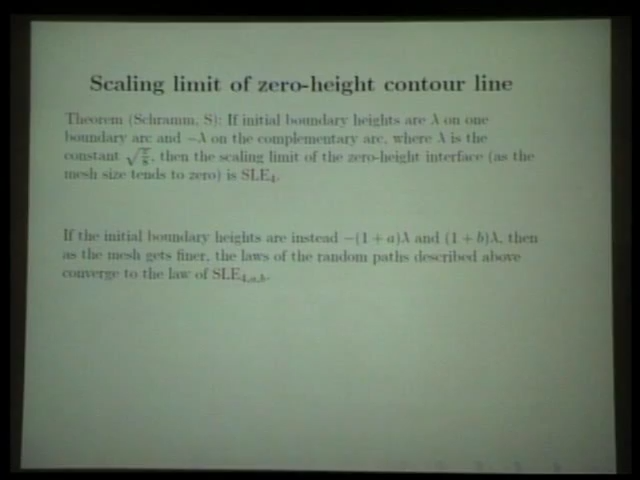 Scaling limit of zero-height contour line
Theorem (Schramm, S): If initial boundary heights are λ on one
boundary arc and −λ on the complementary arc, where λ is the
constant √(π/8), then the scaling limit of the zero-height interface (as the
mesh size tends to zero) is SLE₄.
If the initial boundary heights are instead −(1 + a)λ and (1 + b)λ, then
as the mesh gets finer, the laws of the random paths described above
converge to the law of SLE₄,ₐ,b.